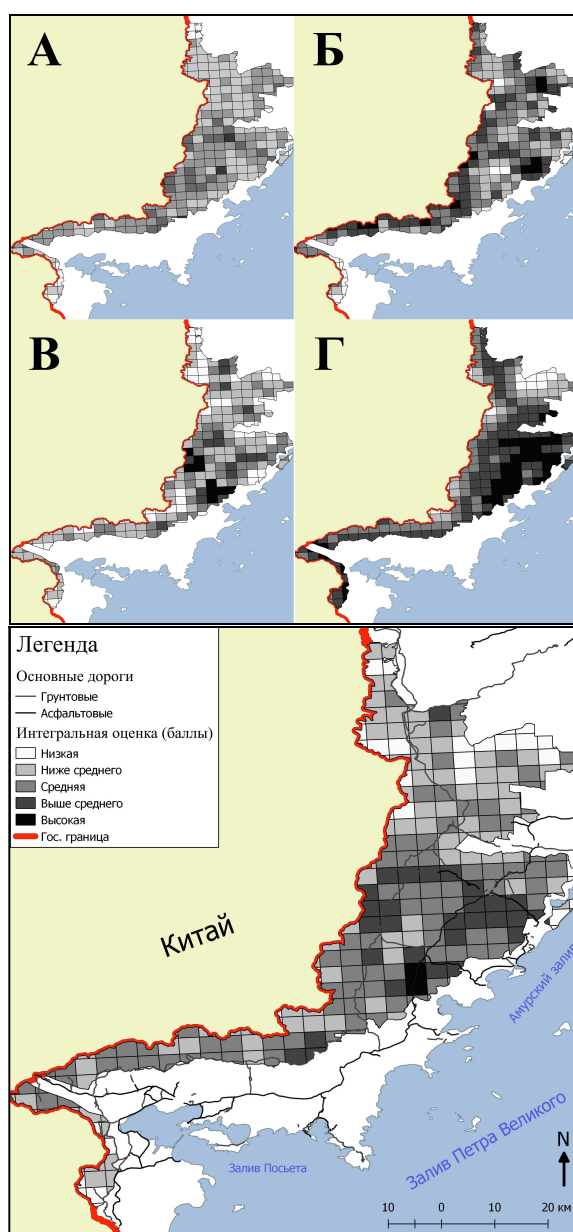 А
Б
В
Г
Легенда
Основные дороги
Грунтовые
Асфальтовые
Интегральная оценка (баллы)
Низкая
Ниже среднего
Средняя
Выше среднего
Высокая
Гос. граница
Китай
Амурский залив
Залив Петра Великого
Залив Посьета
N
10 0 10 20 км